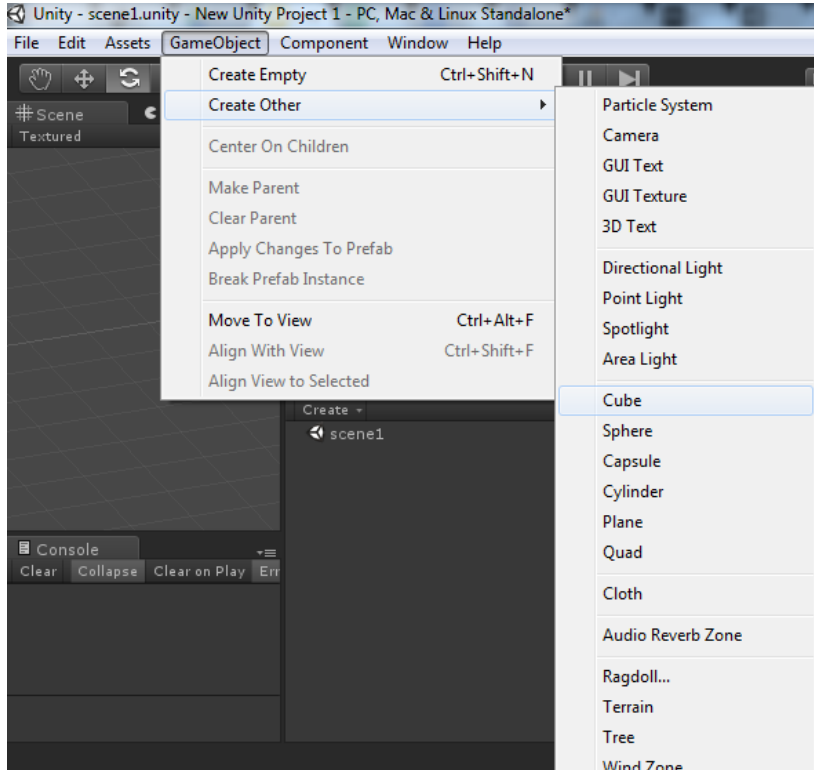 Unity - scene1.unity - New Unity Project 1 - PC, Mac & Linux Standalone*
File Edit Assets GameObject Component Window Help
Create Empty Ctrl+Shift+N
Create Other
Center On Children
Make Parent
Clear Parent
Apply Changes To Prefab
Break Prefab Instance
Move To View Ctrl+Alt+F
Align With View Ctrl+Shift+F
Align View to Selected
Particle System
Camera
GUI Text
GUI Texture
3D Text
Directional Light
Point Light
Spotlight
Area Light
Cube
Sphere
Capsule
Cylinder
Plane
Quad
Cloth
Audio Reverb Zone
Ragdoll...
Terrain
Tree
Wind Zone
Scene
Textured
Create
scene1
Console
Clear Collapse Clear on Play Err